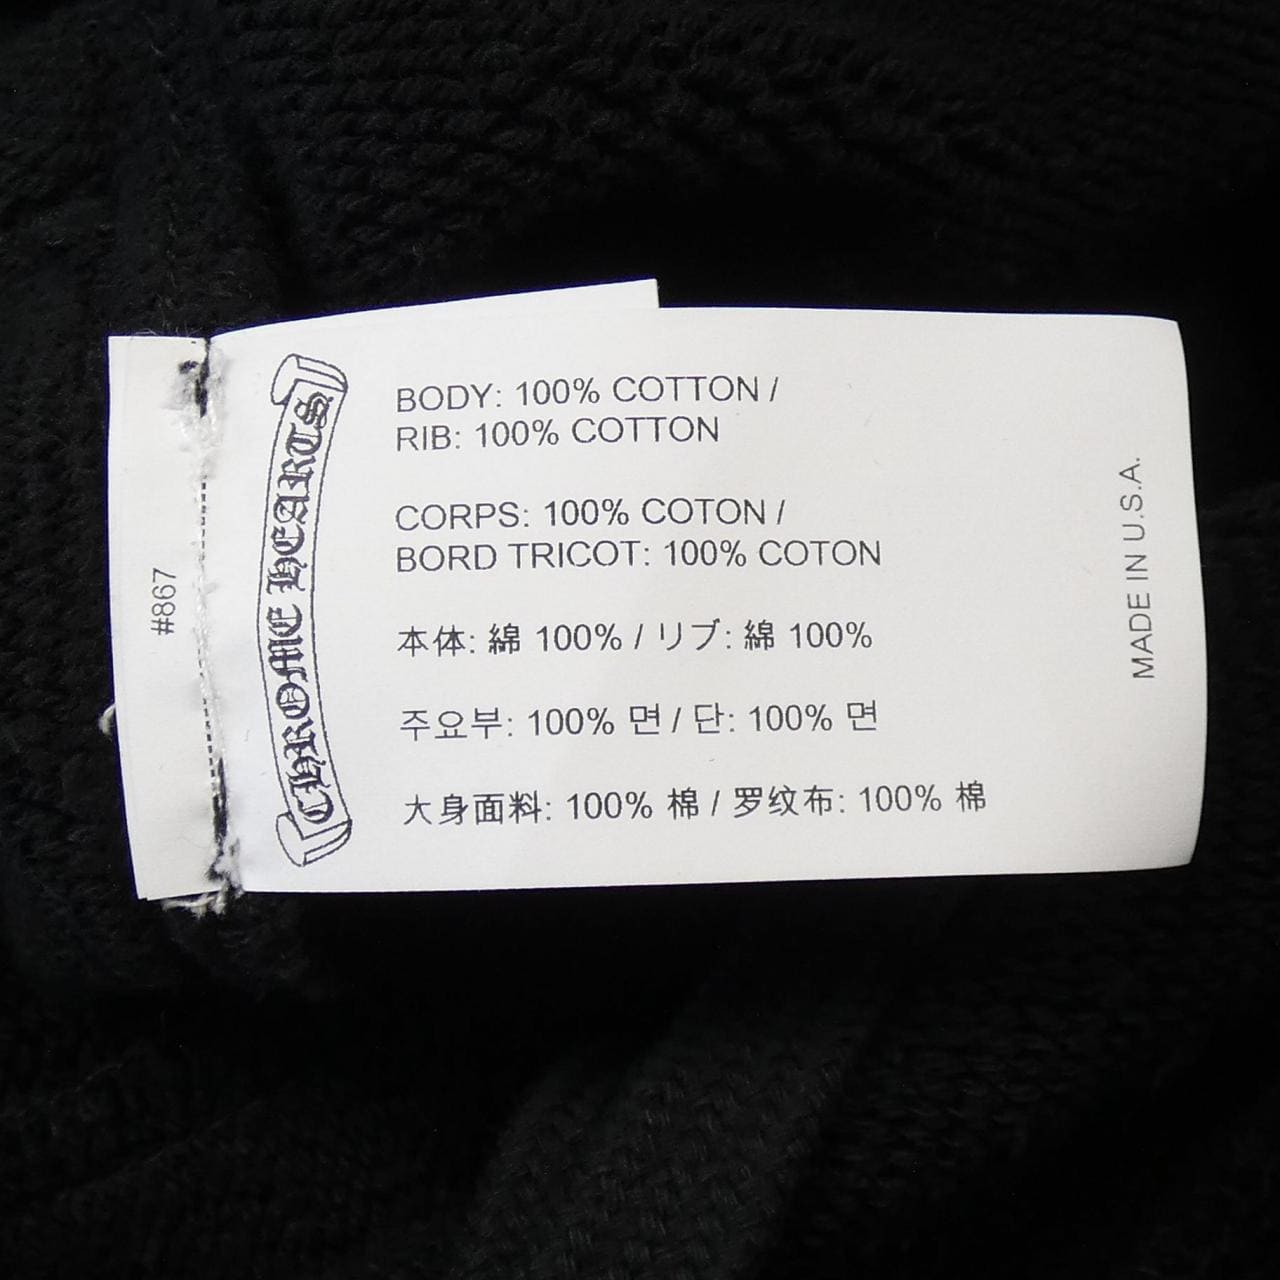 #867
CHROME HEARTS
BODY: 100% COTTON /
RIB: 100% COTTON
CORPS: 100% COTON /
BORD TRICOT: 100% COTON
本体: 綿 100% / リブ: 綿 100%
주요부: 100% 면 / 단: 100% 면
大身面料: 100% 棉 / 罗纹布: 100% 棉
MADE IN U.S.A.